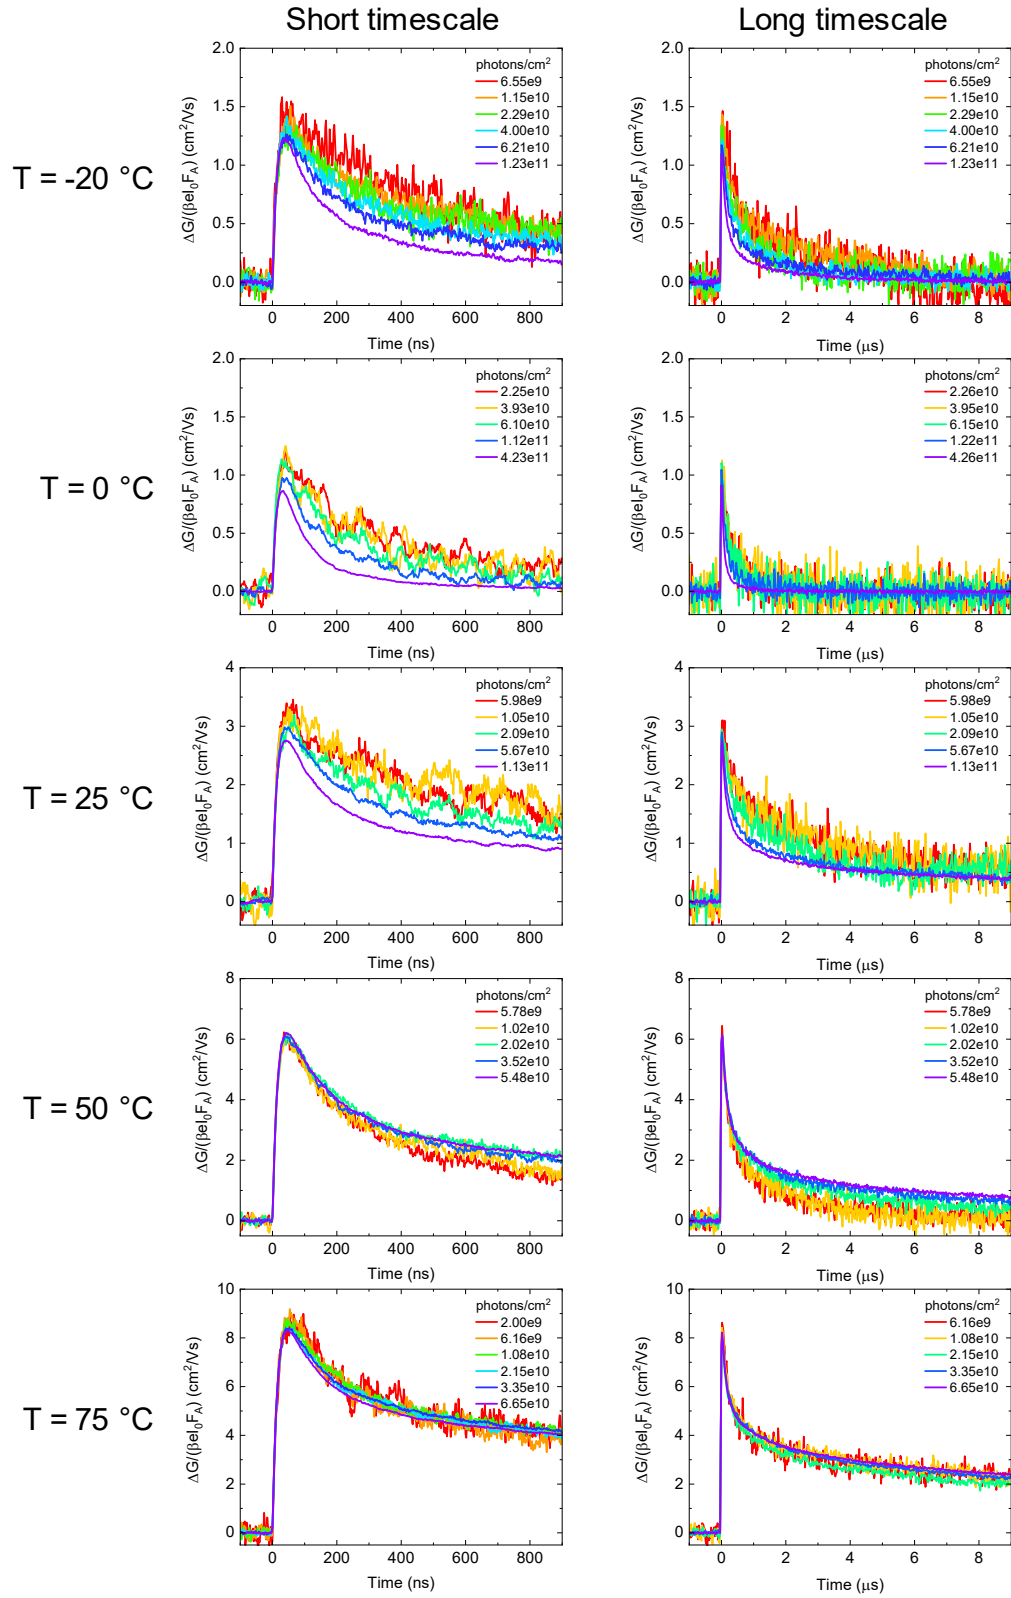 Short timescale
Long timescale
T = -20 °C
ΔG/(βeI₀F_A) (cm²/Vs)
2.0
1.5
1.0
0.5
0.0
photons/cm²
6.55e9
1.15e10
2.29e10
4.00e10
6.21e10
1.23e11
0 200 400 600 800
Time (ns)
ΔG/(βeI₀F_A) (cm²/Vs)
2.0
1.5
1.0
0.5
0.0
photons/cm²
6.55e9
1.15e10
2.29e10
4.00e10
6.21e10
1.23e11
0 2 4 6 8
Time (μs)
T = 0 °C
ΔG/(βeI₀F_A) (cm²/Vs)
2.0
1.5
1.0
0.5
0.0
photons/cm²
2.25e10
3.93e10
6.10e10
1.12e11
4.23e11
0 200 400 600 800
Time (ns)
ΔG/(βeI₀F_A) (cm²/Vs)
2.0
1.5
1.0
0.5
0.0
photons/cm²
2.26e10
3.95e10
6.15e10
1.22e11
4.26e11
0 2 4 6 8
Time (μs)
T = 25 °C
ΔG/(βeI₀F_A) (cm²/Vs)
4
3
2
1
0
photons/cm²
5.98e9
1.05e10
2.09e10
5.67e10
1.13e11
0 200 400 600 800
Time (ns)
ΔG/(βeI₀F_A) (cm²/Vs)
4
3
2
1
0
photons/cm²
5.98e9
1.05e10
2.09e10
5.67e10
1.13e11
0 2 4 6 8
Time (μs)
T = 50 °C
ΔG/(βeI₀F_A) (cm²/Vs)
8
6
4
2
0
photons/cm²
5.78e9
1.02e10
2.02e10
3.52e10
5.48e10
0 200 400 600 800
Time (ns)
ΔG/(βeI₀F_A) (cm²/Vs)
8
6
4
2
0
photons/cm²
5.78e9
1.02e10
2.02e10
3.52e10
5.48e10
0 2 4 6 8
Time (μs)
T = 75 °C
ΔG/(βeI₀F_A) (cm²/Vs)
10
8
6
4
2
0
photons/cm²
2.00e9
6.16e9
1.08e10
2.15e10
3.35e10
6.65e10
0 200 400 600 800
Time (ns)
ΔG/(βeI₀F_A) (cm²/Vs)
10
8
6
4
2
0
photons/cm²
6.16e9
1.08e10
2.15e10
3.35e10
6.65e10
0 2 4 6 8
Time (μs)